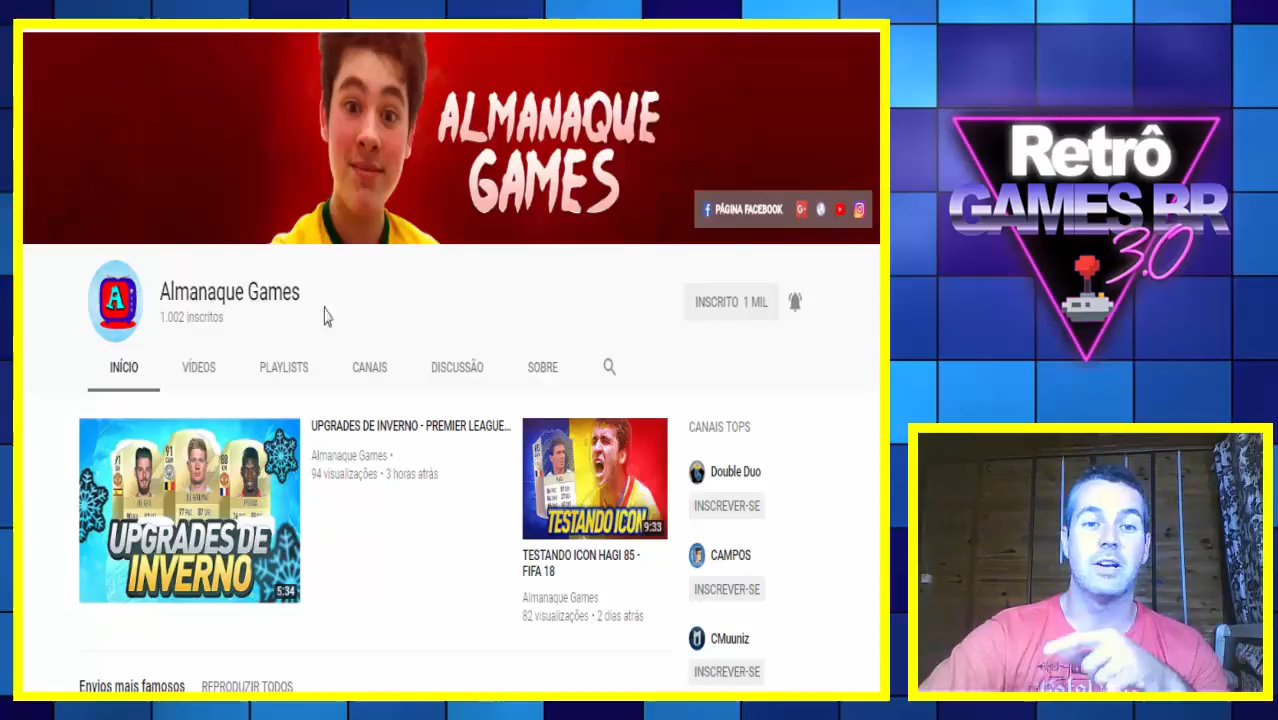 ALMANAQUE
GAMES
PÁGINA FACEBOOK
Retrô
GAMES BR
3.0
A
Almanaque Games
1.002 inscritos
INSCRITO 1 MIL
INÍCIO VÍDEOS PLAYLISTS CANAIS DISCUSSÃO SOBRE
UPGRADES DE
INVERNO
5:34
UPGRADES DE INVERNO - PREMIER LEAGUE...
Almanaque Games •
94 visualizações • 3 horas atrás
TESTANDO ICON
9:33
TESTANDO ICON HAGI 85 -
FIFA 18
Almanaque Games
82 visualizações • 2 dias atrás
CANAIS TOPS
Double Duo
INSCREVER-SE
CAMPOS
INSCREVER-SE
CMuuniz
INSCREVER-SE
Envios mais famosos REPRODUZIR TODOS